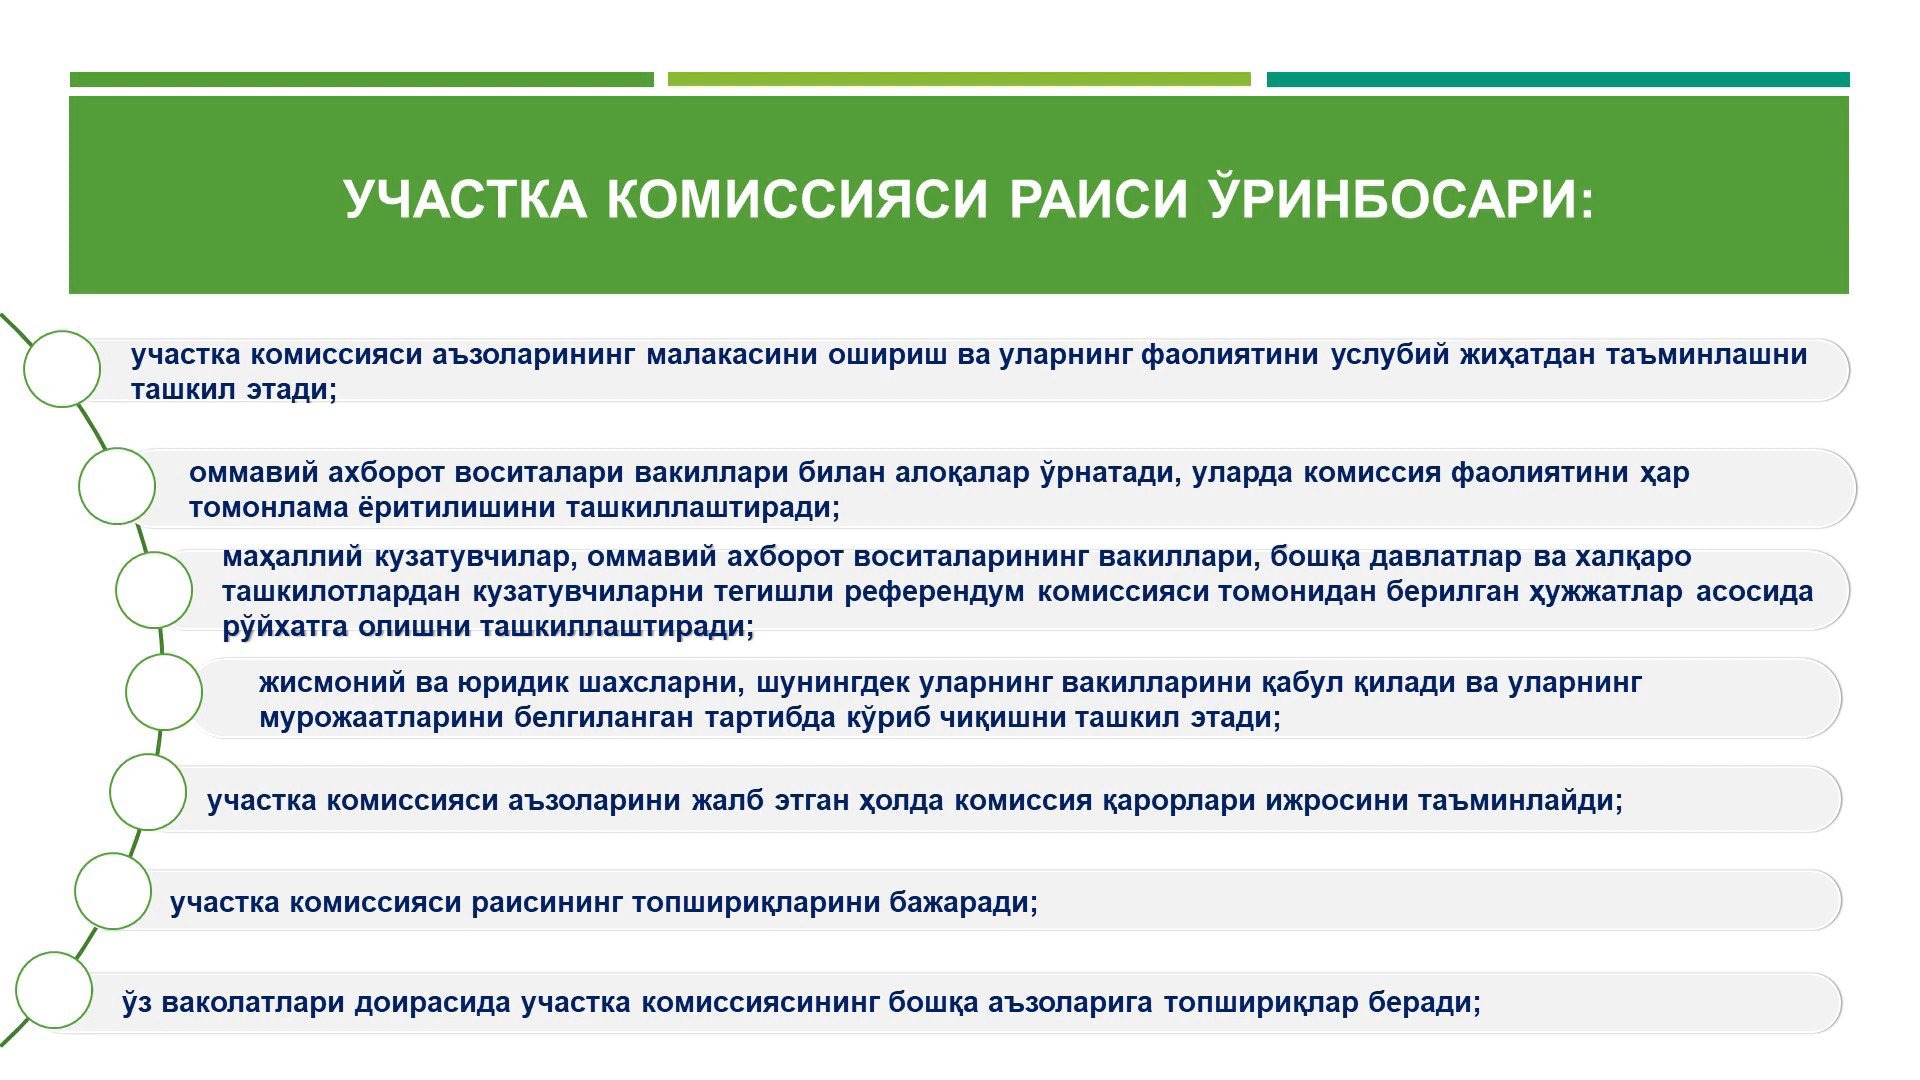 УЧАСТКА КОМИССИЯСИ РАИСИ ЎРИНБОСАРИ:
участка комиссияси аъзоларининг малакасини ошириш ва уларнинг фаолиятини услубий жиҳатдан таъминлашни
ташкил этади;
оммавий ахборот воситалари вакиллари билан алоқалар ўрнатади, уларда комиссия фаолиятини ҳар
томонлама ёритилишини ташкиллаштиради;
маҳаллий кузатувчилар, оммавий ахборот воситаларининг вакиллари, бошқа давлатлар ва халқаро
ташкилотлардан кузатувчиларни тегишли референдум комиссияси томонидан берилган ҳужжатлар асосида
рўйхатга олишни ташкиллаштиради;
жисмоний ва юридик шахсларни, шунингдек уларнинг вакилларини қабул қилади ва уларнинг
мурожаатларини белгиланган тартибда кўриб чиқишни ташкил этади;
участка комиссияси аъзоларини жалб этган ҳолда комиссия қарорлари ижросини таъминлайди;
участка комиссияси раисининг топшириқларини бажаради;
ўз ваколатлари доирасида участка комиссиясининг бошқа аъзоларига топшириқлар беради;